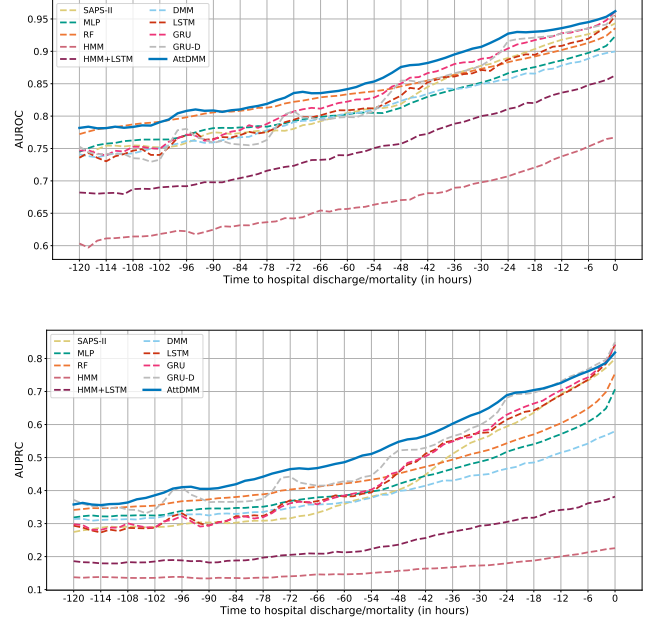 0.95
0.9
0.85
0.8
0.75
0.7
0.65
0.6
AUROC
SAPS-II
MLP
RF
HMM
HMM+LSTM
DMM
LSTM
GRU
GRU-D
AttDMM
-120 -114 -108 -102 -96 -90 -84 -78 -72 -66 -60 -54 -48 -42 -36 -30 -24 -18 -12 -6 0
Time to hospital discharge/mortality (in hours)
0.8
0.7
0.6
0.5
0.4
0.3
0.2
0.1
AUPRC
SAPS-II
MLP
RF
HMM
HMM+LSTM
DMM
LSTM
GRU
GRU-D
AttDMM
-120 -114 -108 -102 -96 -90 -84 -78 -72 -66 -60 -54 -48 -42 -36 -30 -24 -18 -12 -6 0
Time to hospital discharge/mortality (in hours)